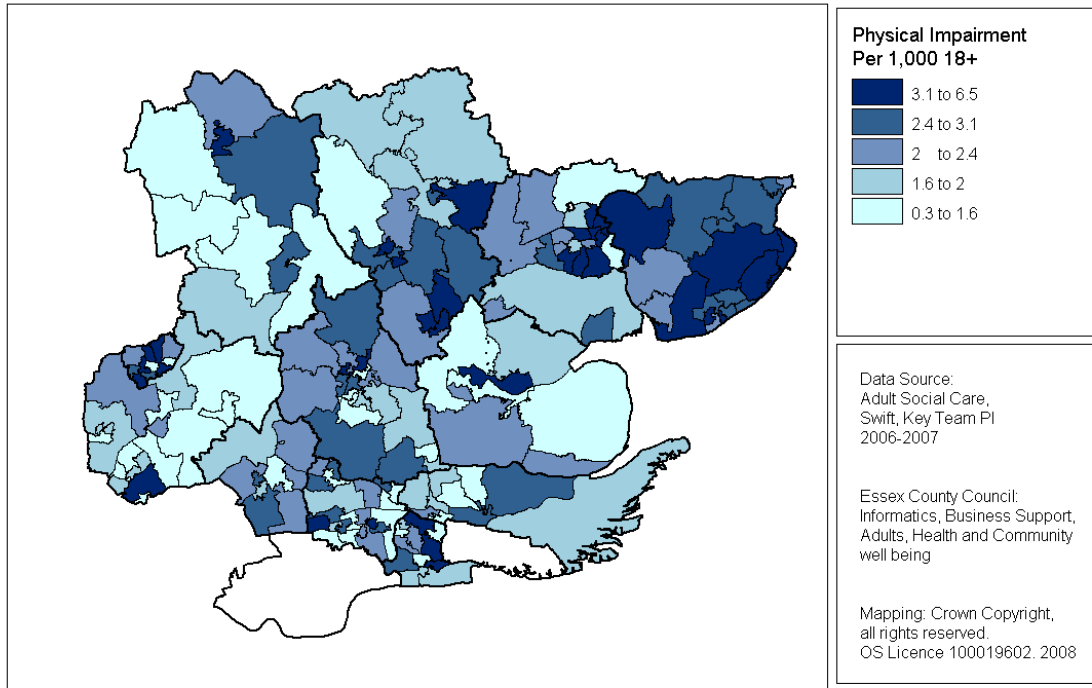 Physical Impairment
Per 1,000 18+
3.1 to 6.5
2.4 to 3.1
2 to 2.4
1.6 to 2
0.3 to 1.6
Data Source:
Adult Social Care,
Swift, Key Team PI
2006-2007
Essex County Council:
Informatics, Business Support,
Adults, Health and Community
well being
Mapping: Crown Copyright,
all rights reserved.
OS Licence 100019602. 2008